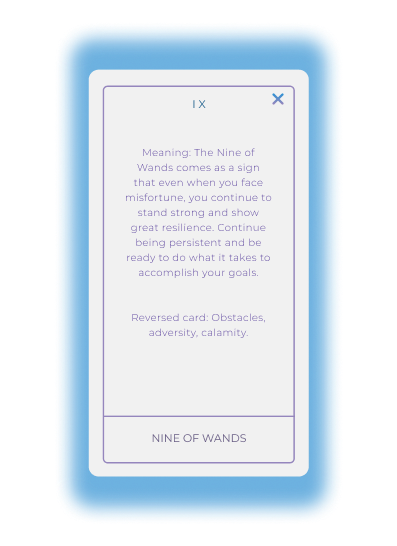 IX
Meaning: The Nine of
Wands comes as a sign
that even when you face
misfortune, you continue to
stand strong and show
great resilience. Continue
being persistent and be
ready to do what it takes to
accomplish your goals.
Reversed card: Obstacles,
adversity, calamity.
NINE OF WANDS